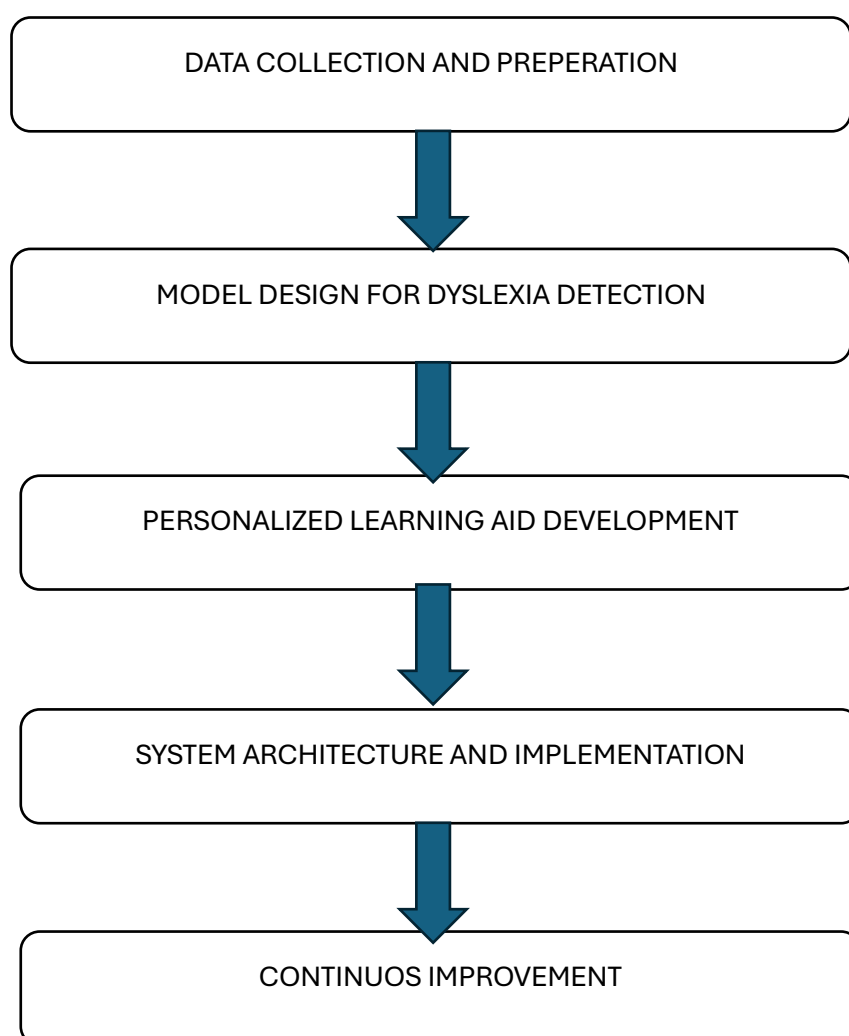 DATA COLLECTION AND PREPERATION
MODEL DESIGN FOR DYSLEXIA DETECTION
PERSONALIZED LEARNING AID DEVELOPMENT
SYSTEM ARCHITECTURE AND IMPLEMENTATION
CONTINUOS IMPROVEMENT